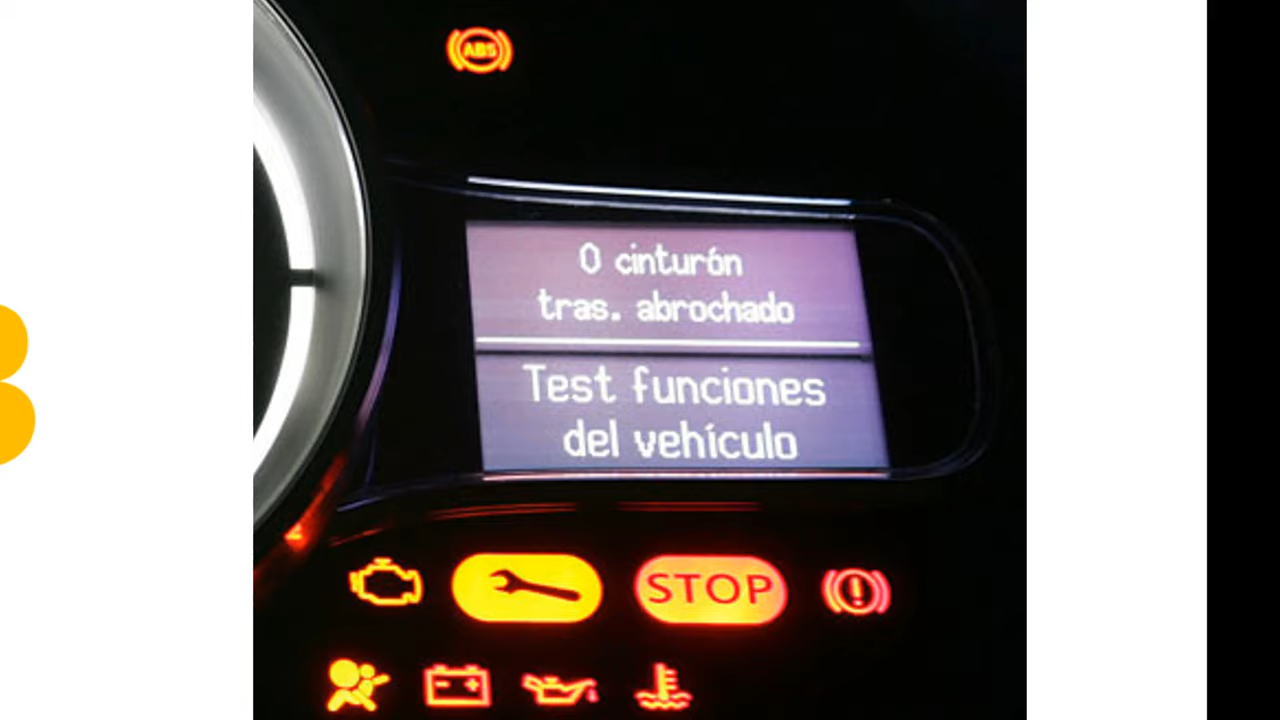 ABS
0 cinturón
tras. abrochado
Test funciones
del vehículo
STOP